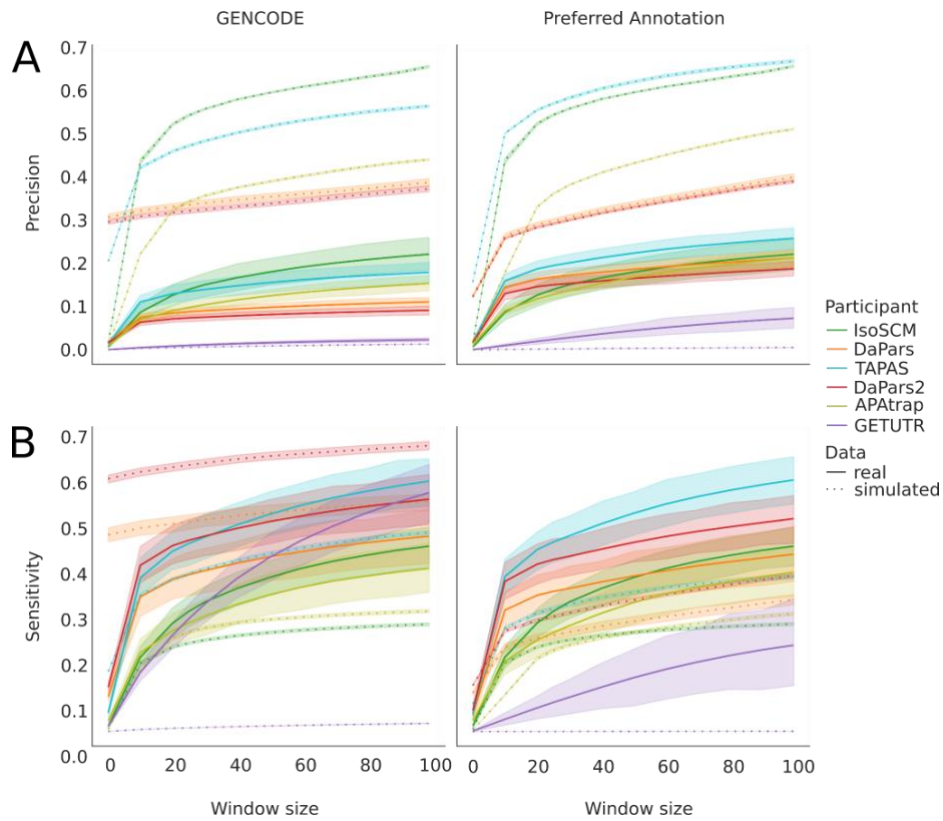 GENCODE
Preferred Annotation
A
0.7
0.6
0.5
0.4
0.3
0.2
0.1
0.0
Precision
Participant
IsoSCM
DaPars
TAPAS
DaPars2
APAtrap
GETUTR
Data
real
simulated
B
0.7
0.6
0.5
0.4
0.3
0.2
0.1
0.0
Sensitivity
0 20 40 60 80 100
0 20 40 60 80 100
Window size
Window size